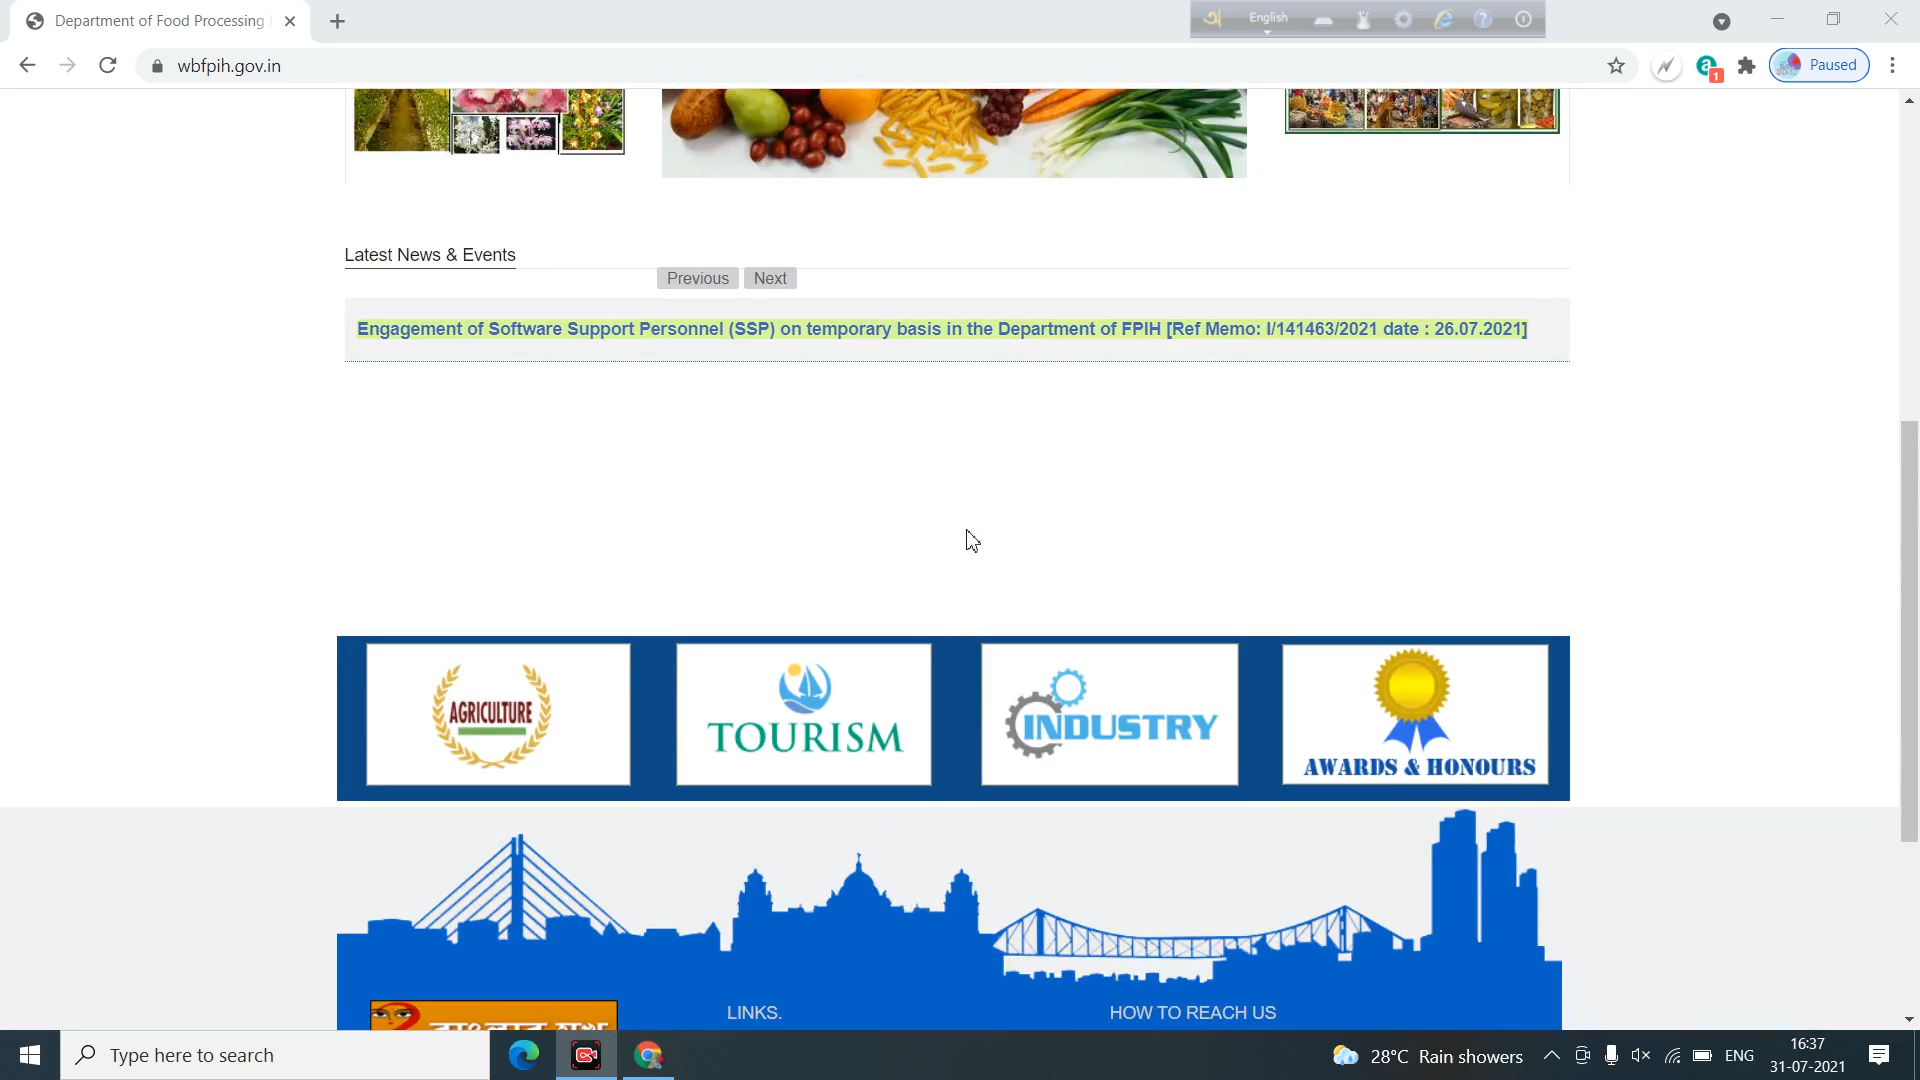 Department of Food Processing
English
wbfpih.gov.in
1
Paused
Latest News & Events
Previous
Next
Engagement of Software Support Personnel (SSP) on temporary basis in the Department of FPIH [Ref Memo: I/141463/2021 date : 26.07.2021]
AGRICULTURE
TOURISM
INDUSTRY
AWARDS & HONOURS
LINKS.
HOW TO REACH US
Type here to search
28°C Rain showers
ENG
16:37
31-07-2021